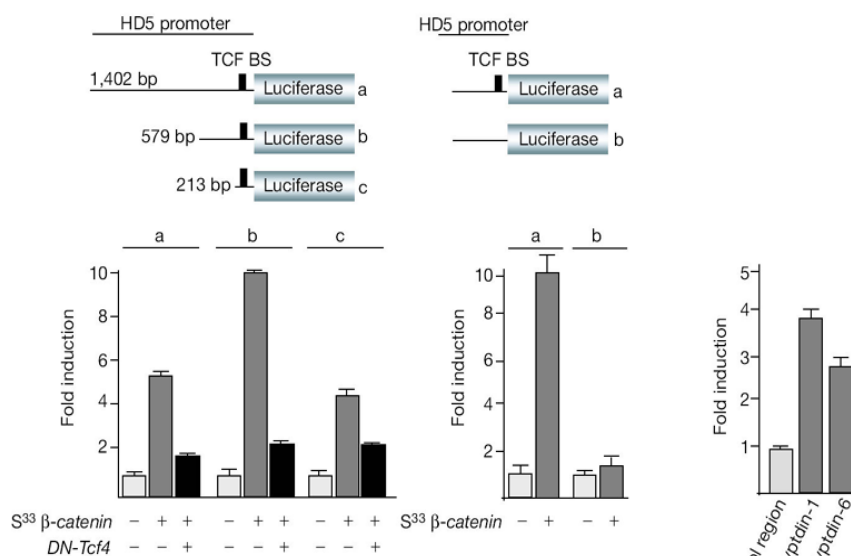 HD5 promoter
TCF BS
1,402 bp
Luciferase a
579 bp
Luciferase b
213 bp
Luciferase c
HD5 promoter
TCF BS
Luciferase a
Luciferase b
a b c
Fold induction
10
8
6
4
2
S33 β-catenin − + + − + + − + +
DN-Tcf4 − − + − − + − − +
a b
Fold induction
10
8
6
4
2
S33 β-catenin − + − +
Fold induction
5
4
3
2
1
region